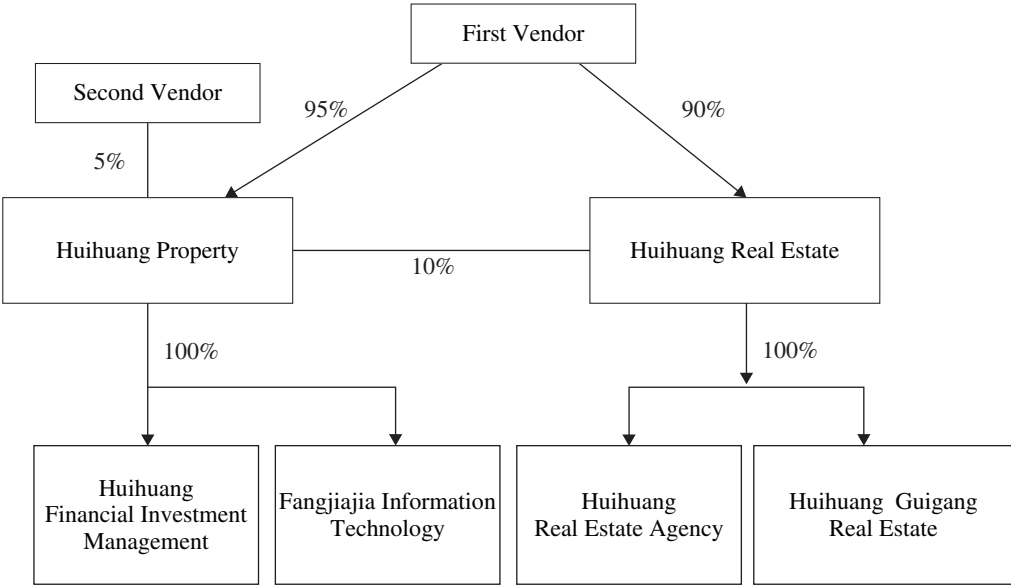 First Vendor
Second Vendor
95%
90%
5%
Huihuang Property
Huihuang Real Estate
10%
100%
100%
Huihuang
Financial Investment
Management
Fangjiajia Information
Technology
Huihuang
Real Estate Agency
Huihuang Guigang
Real Estate